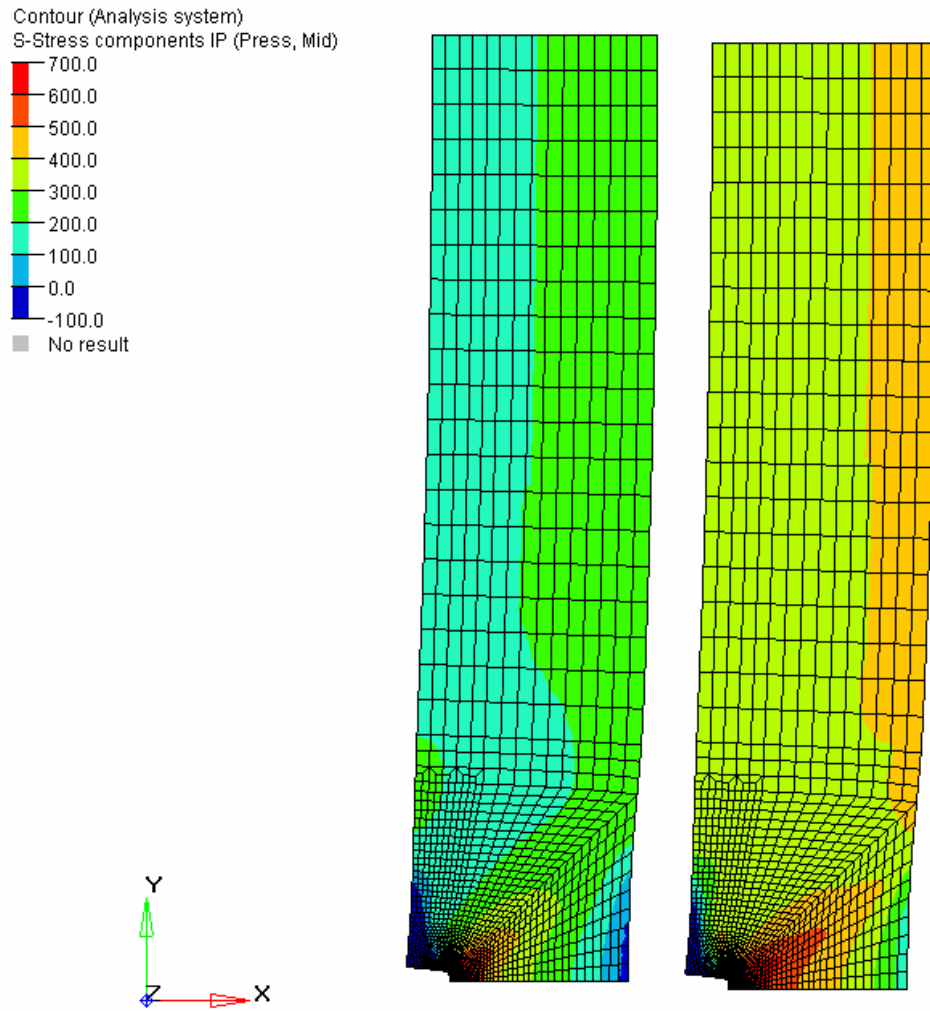 Contour (Analysis system)
S-Stress components IP (Press, Mid)
700.0
600.0
500.0
400.0
300.0
200.0
100.0
0.0
-100.0
No result
Y
Z
X